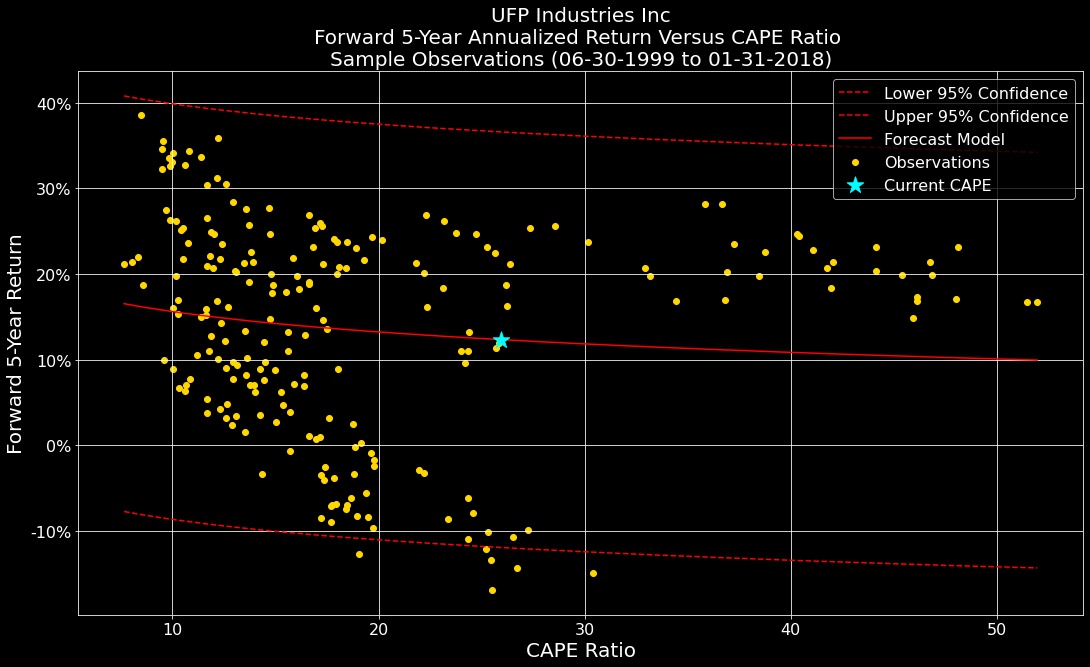 UFP Industries Inc
Forward 5-Year Annualized Return Versus CAPE Ratio
Sample Observations (06-30-1999 to 01-31-2018)
Lower 95% Confidence
Upper 95% Confidence
Forecast Model
Observations
Current CAPE
Forward 5-Year Return
40%
30%
20%
10%
0%
-10%
10 20 30 40 50
CAPE Ratio